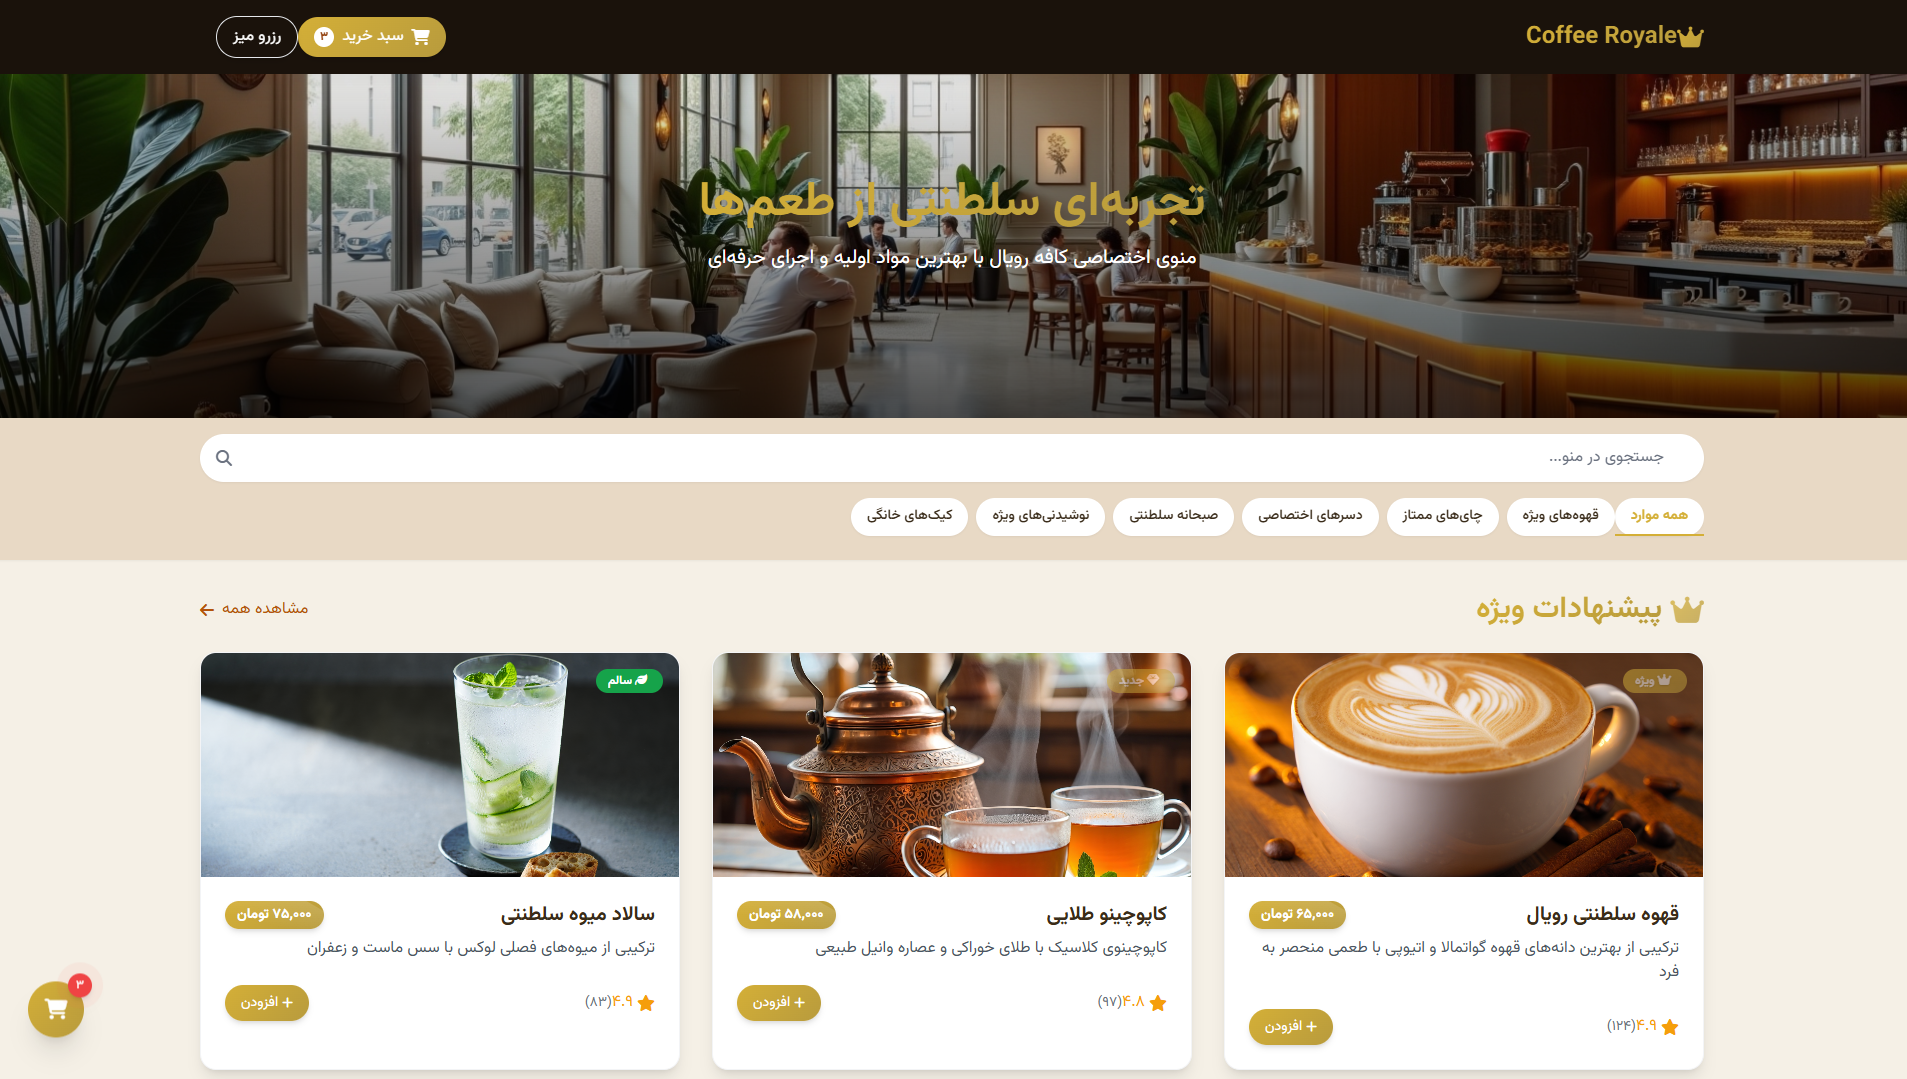 Coffee Royale
سبد خرید ۳
رزرو میز
تجربه‌ای سلطنتی از طعم‌ها
منوی اختصاصی کافه رویال با بهترین مواد اولیه و اجرای حرفه‌ای
جستجوی در منو...
همه موارد
قهوه‌های ویژه
چای‌های ممتاز
دسرهای اختصاصی
صبحانه سلطنتی
نوشیدنی‌های ویژه
کیک‌های خانگی
پیشنهادات ویژه
مشاهده همه
ویژه
قهوه سلطنتی رویال
۶۵,۰۰۰ تومان
ترکیبی از بهترین دانه‌های قهوه گواتمالا و اتیوپی با طعمی منحصر به
فرد
۴.۹ (۱۲۴)
+ افزودن
جدید
کاپوچینو طلایی
۵۸,۰۰۰ تومان
کاپوچینوی کلاسیک با طلای خوراکی و عصاره وانیل طبیعی
۴.۸ (۹۷)
+ افزودن
سالم
سالاد میوه سلطنتی
۷۵,۰۰۰ تومان
ترکیبی از میوه‌های فصلی لوکس با سس ماست و زعفران
۴.۹ (۸۳)
+ افزودن
۳